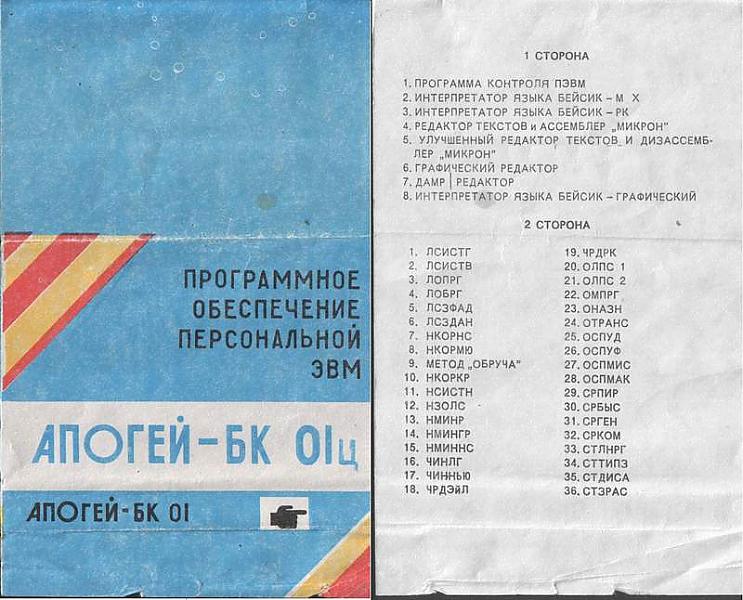 ПРОГРАММНОЕ
ОБЕСПЕЧЕНИЕ
ПЕРСОНАЛЬНОЙ
ЭВМ
АПОГЕЙ-БК 01ц
АПОГЕЙ-БК 01
1 СТОРОНА
1. ПРОГРАММА КОНТРОЛЯ ПЭВМ
2. ИНТЕРПРЕТАТОР ЯЗЫКА БЕЙСИК – М Х
3. ИНТЕРПРЕТАТОР ЯЗЫКА БЕЙСИК – РК
4. РЕДАКТОР ТЕКСТОВ и АССЕМБЛЕР „МИКРОН"
5. УЛУЧШЕННЫЙ РЕДАКТОР ТЕКСТОВ И ДИЗАССЕМБ-
ЛЕР „МИКРОН"
6. ГРАФИЧЕСКИЙ РЕДАКТОР
7. ДАМР РЕДАКТОР
8. ИНТЕРПРЕТАТОР ЯЗЫКА БЕЙСИК – ГРАФИЧЕСКИЙ
2 СТОРОНА
1. ЛСИСТГ
2. ЛСИСТВ
3. ЛОПРГ
4. ЛОБРГ
5. ЛСЗФАД
6. ЛСЗДАН
7. НКОРНС
8. НКОРМЮ
9. МЕТОД „ОБРУЧА"
10. НКОРКР
11. НСИСТН
12. НЗОЛС
13. НМИНР
14. НМИНГР
15. НМИННС
16. ЧИНЛГ
17. ЧИННЬЮ
18. ЧРДЭйЛ
19. ЧРДРК
20. ОЛПС 1
21. ОЛПС 2
22. ОМПРГ
23. ОНАЗН
24. ОТРАНС
25. ОСПУД
26. ОСПУФ
27. ОСПМИС
28. ОСПМАК
29. СРПИР
30. СРБЫС
31. СРГЕН
32. СРКОМ
33. СТЛНРГ
34. СТТИПЗ
35. СТДИСА
36. СТЗРАС